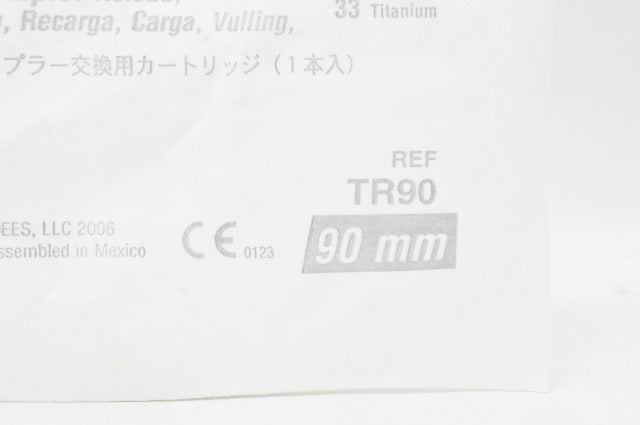 33 Titanium
, Recarga, Carga, Vulling,
プラー交換用カートリッジ（1本入）
REF
TR90
90 mm
EES, LLC 2006
ssembled in Mexico
CE 0123